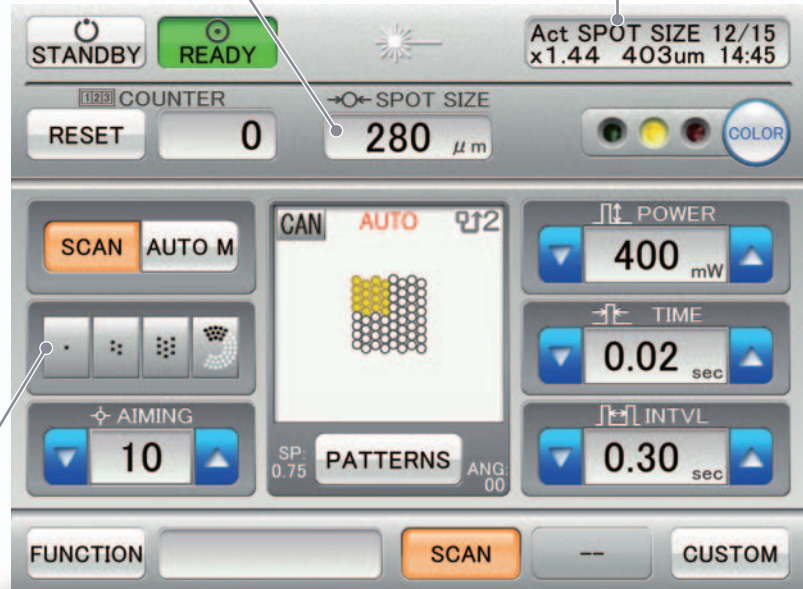 STANDBY
READY
Act SPOT SIZE 12/15
x1.44 403um 14:45
123 COUNTER
SPOT SIZE
RESET
0
280 μm
COLOR
SCAN
AUTO M
CAN
AUTO
2
POWER
400 mW
TIME
0.02 sec
AIMING
10
SP:
0.75
PATTERNS
ANG:
00
INTVL
0.30 sec
FUNCTION
SCAN
--
CUSTOM